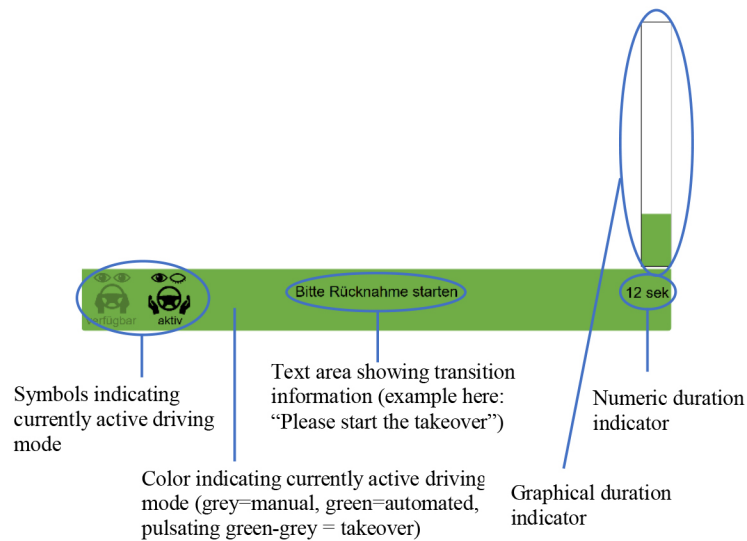 verfügbar
aktiv
Bitte Rücknahme starten
12 sek
Symbols indicating
currently active driving
mode
Text area showing transition
information (example here:
“Please start the takeover”)
Numeric duration
indicator
Color indicating currently active driving
mode (grey=manual, green=automated,
pulsating green-grey = takeover)
Graphical duration
indicator